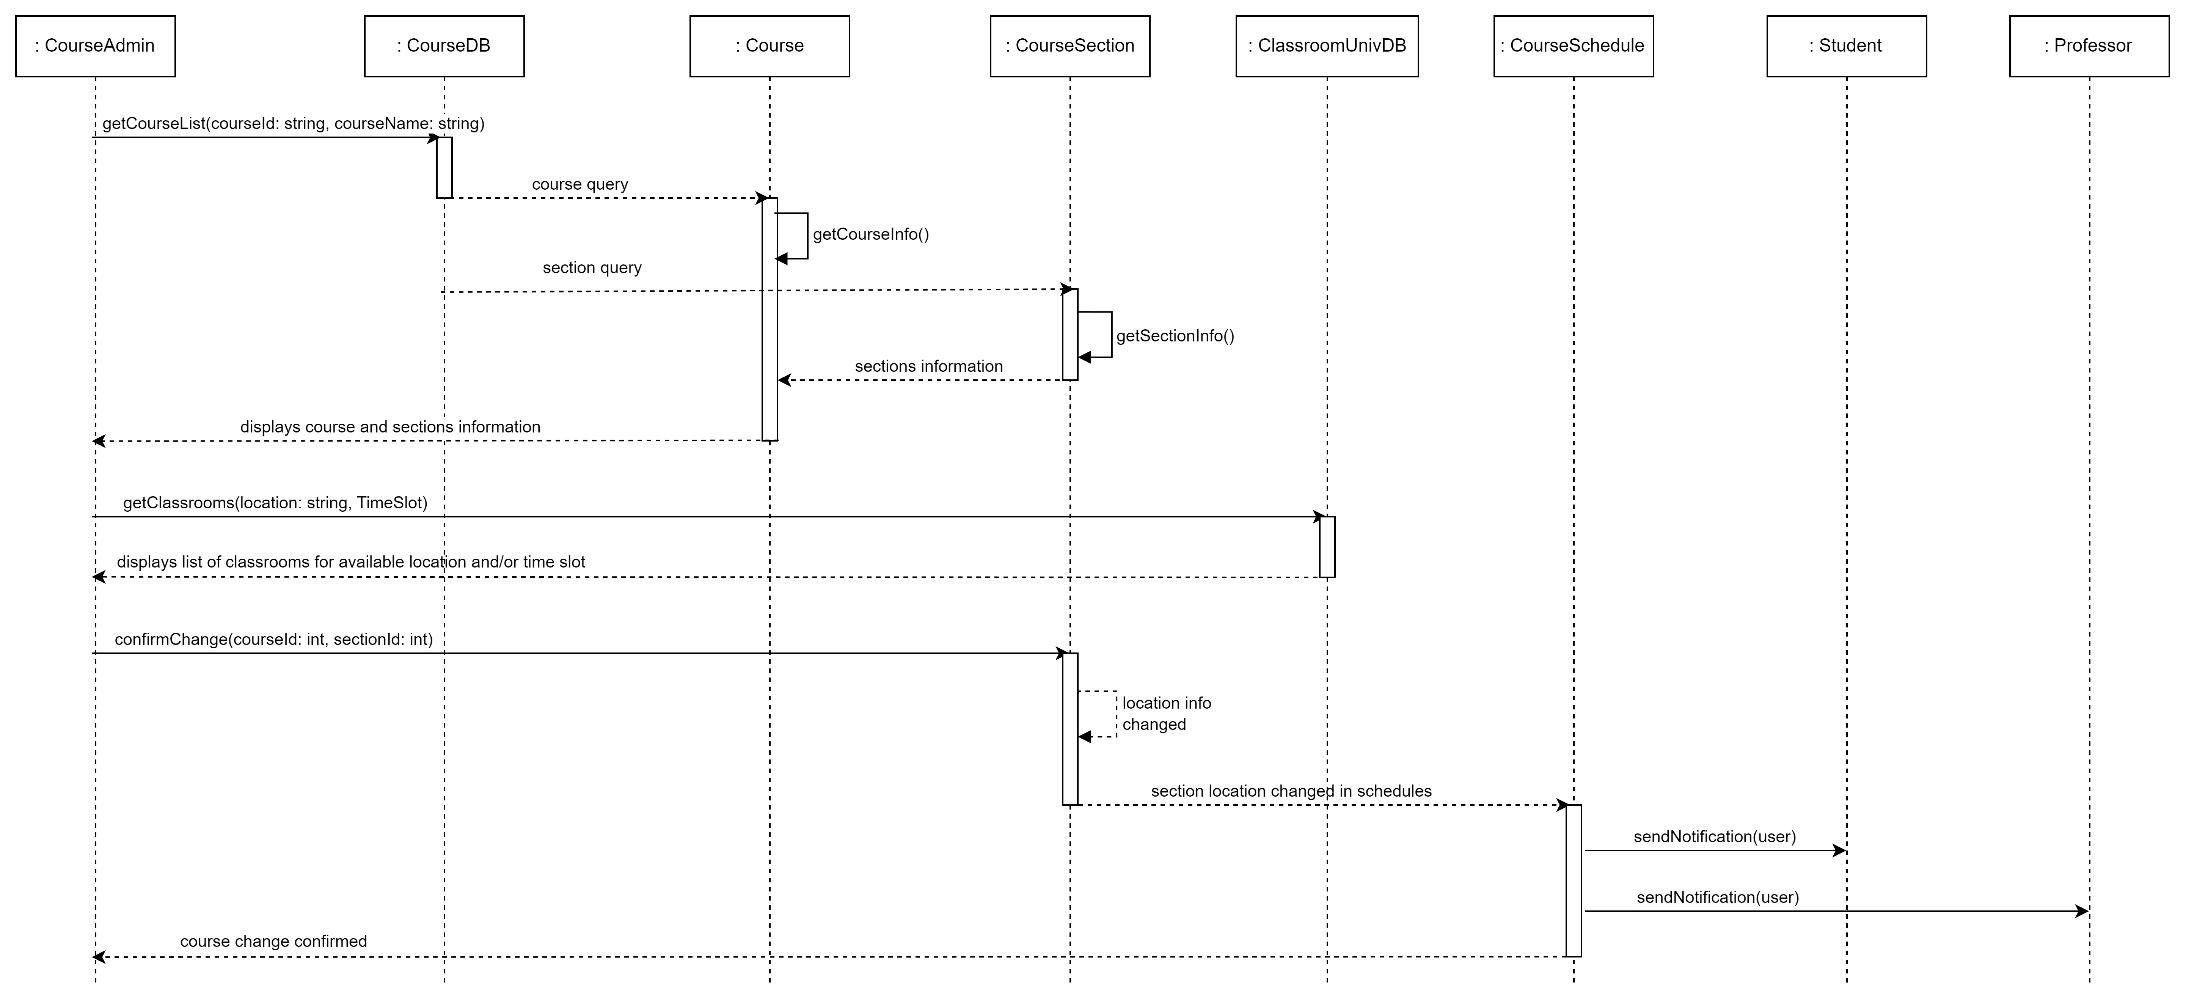 : CourseAdmin
: CourseDB
: Course
: CourseSection
: ClassroomUnivDB
: CourseSchedule
: Student
: Professor
getCourseList(courseId: string, courseName: string)
course query
getCourseInfo()
section query
getSectionInfo()
sections information
displays course and sections information
getClassrooms(location: string, TimeSlot)
displays list of classrooms for available location and/or time slot
confirmChange(courseId: int, sectionId: int)
location info
changed
section location changed in schedules
sendNotification(user)
sendNotification(user)
course change confirmed